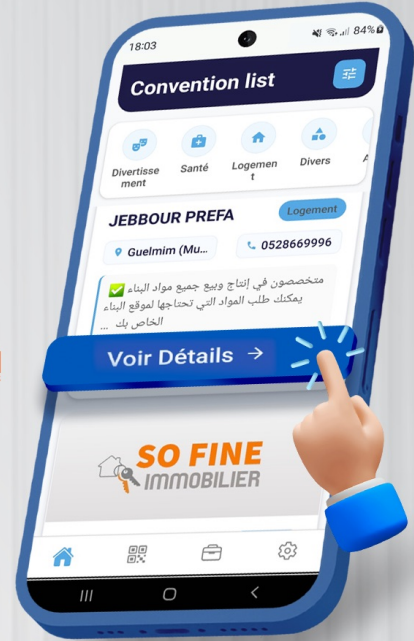 18:03
84%
Convention list
Divertisse
ment
Santé
Logemen
t
Divers
JEBBOUR PREFA
Logement
Guelmim (Mu...
0528669996
متخصصون في إنتاج وبيع جميع مواد البناء ✅
يمكنك طلب المواد التي تحتاجها لموقع البناء
الخاص بك ...
Voir Détails →
SO FINE
IMMOBILIER